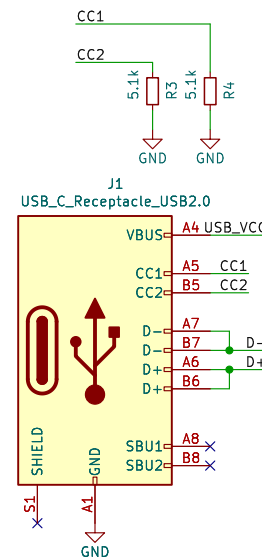 CC1
CC2
5.1k
R3
5.1k
R4
GND
GND
J1
USB_C_Receptacle_USB2.0
VBUS
A4
USB_VCC
CC1
A5
CC1
CC2
B5
CC2
D-
A7
D-
B7
D-
D+
A6
D+
D+
B6
SBU1
A8
SBU2
B8
SHIELD
GND
S1
A1
GND